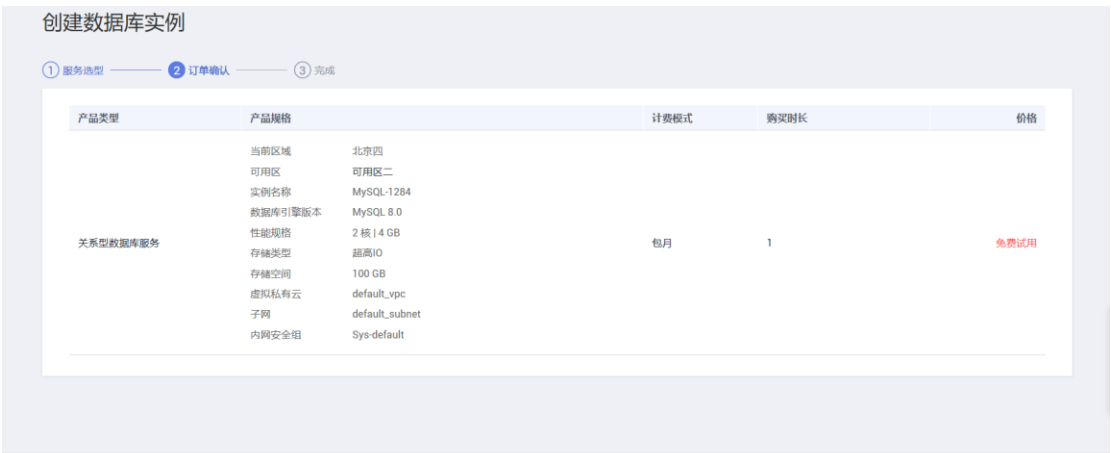 创建数据库实例
1 服务选型 2 订单确认 3 完成
产品类型 产品规格 计费模式 购买时长 价格
当前区域 北京四
可用区 可用区二
实例名称 MySQL-1284
数据库引擎版本 MySQL 8.0
性能规格 2 核 | 4 GB
关系型数据库服务 包月 1 免费试用
存储类型 超高IO
存储空间 100 GB
虚拟私有云 default_vpc
子网 default_subnet
内网安全组 Sys-default